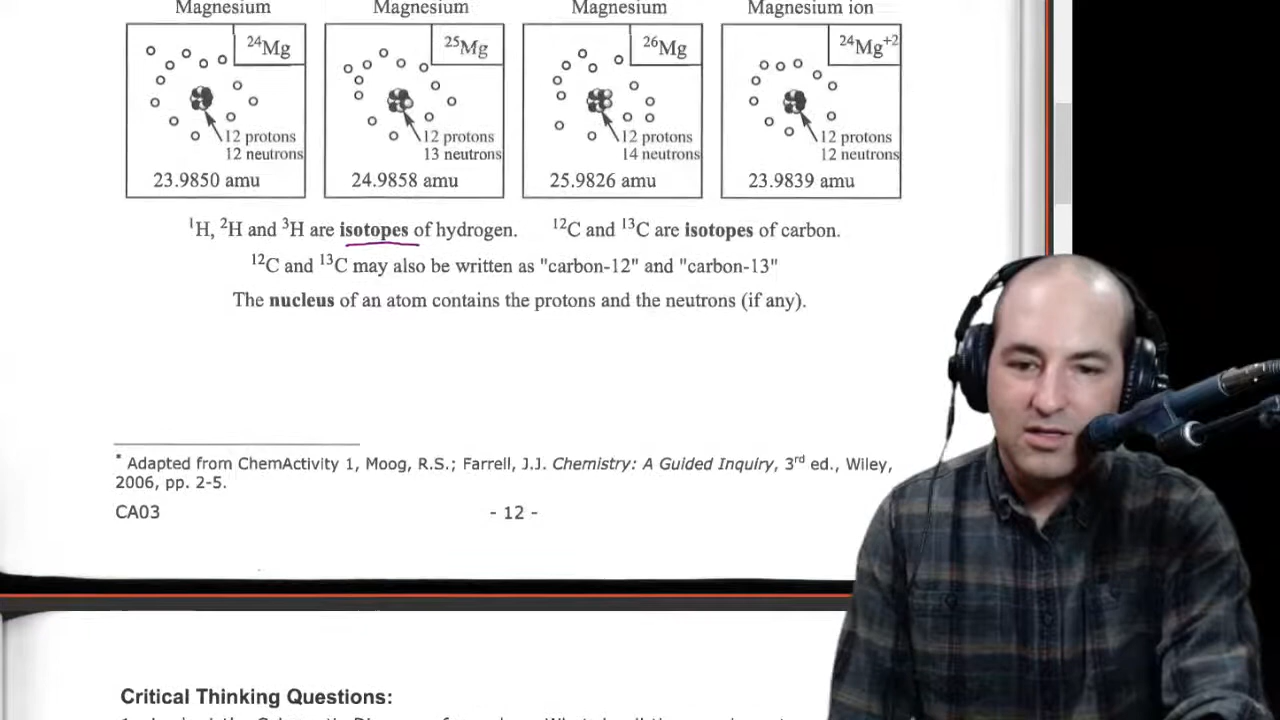 Magnesium Magnesium Magnesium Magnesium ion
24Mg 25Mg 26Mg 24Mg+2
12 protons 12 protons 12 protons 12 protons
12 neutrons 13 neutrons 14 neutrons 12 neutrons
23.9850 amu 24.9858 amu 25.9826 amu 23.9839 amu
1H, 2H and 3H are isotopes of hydrogen. 12C and 13C are isotopes of carbon.
12C and 13C may also be written as "carbon-12" and "carbon-13"
The nucleus of an atom contains the protons and the neutrons (if any).
* Adapted from ChemActivity 1, Moog, R.S.; Farrell, J.J. Chemistry: A Guided Inquiry, 3rd ed., Wiley,
2006, pp. 2-5.
CA03 - 12 -
Critical Thinking Questions: